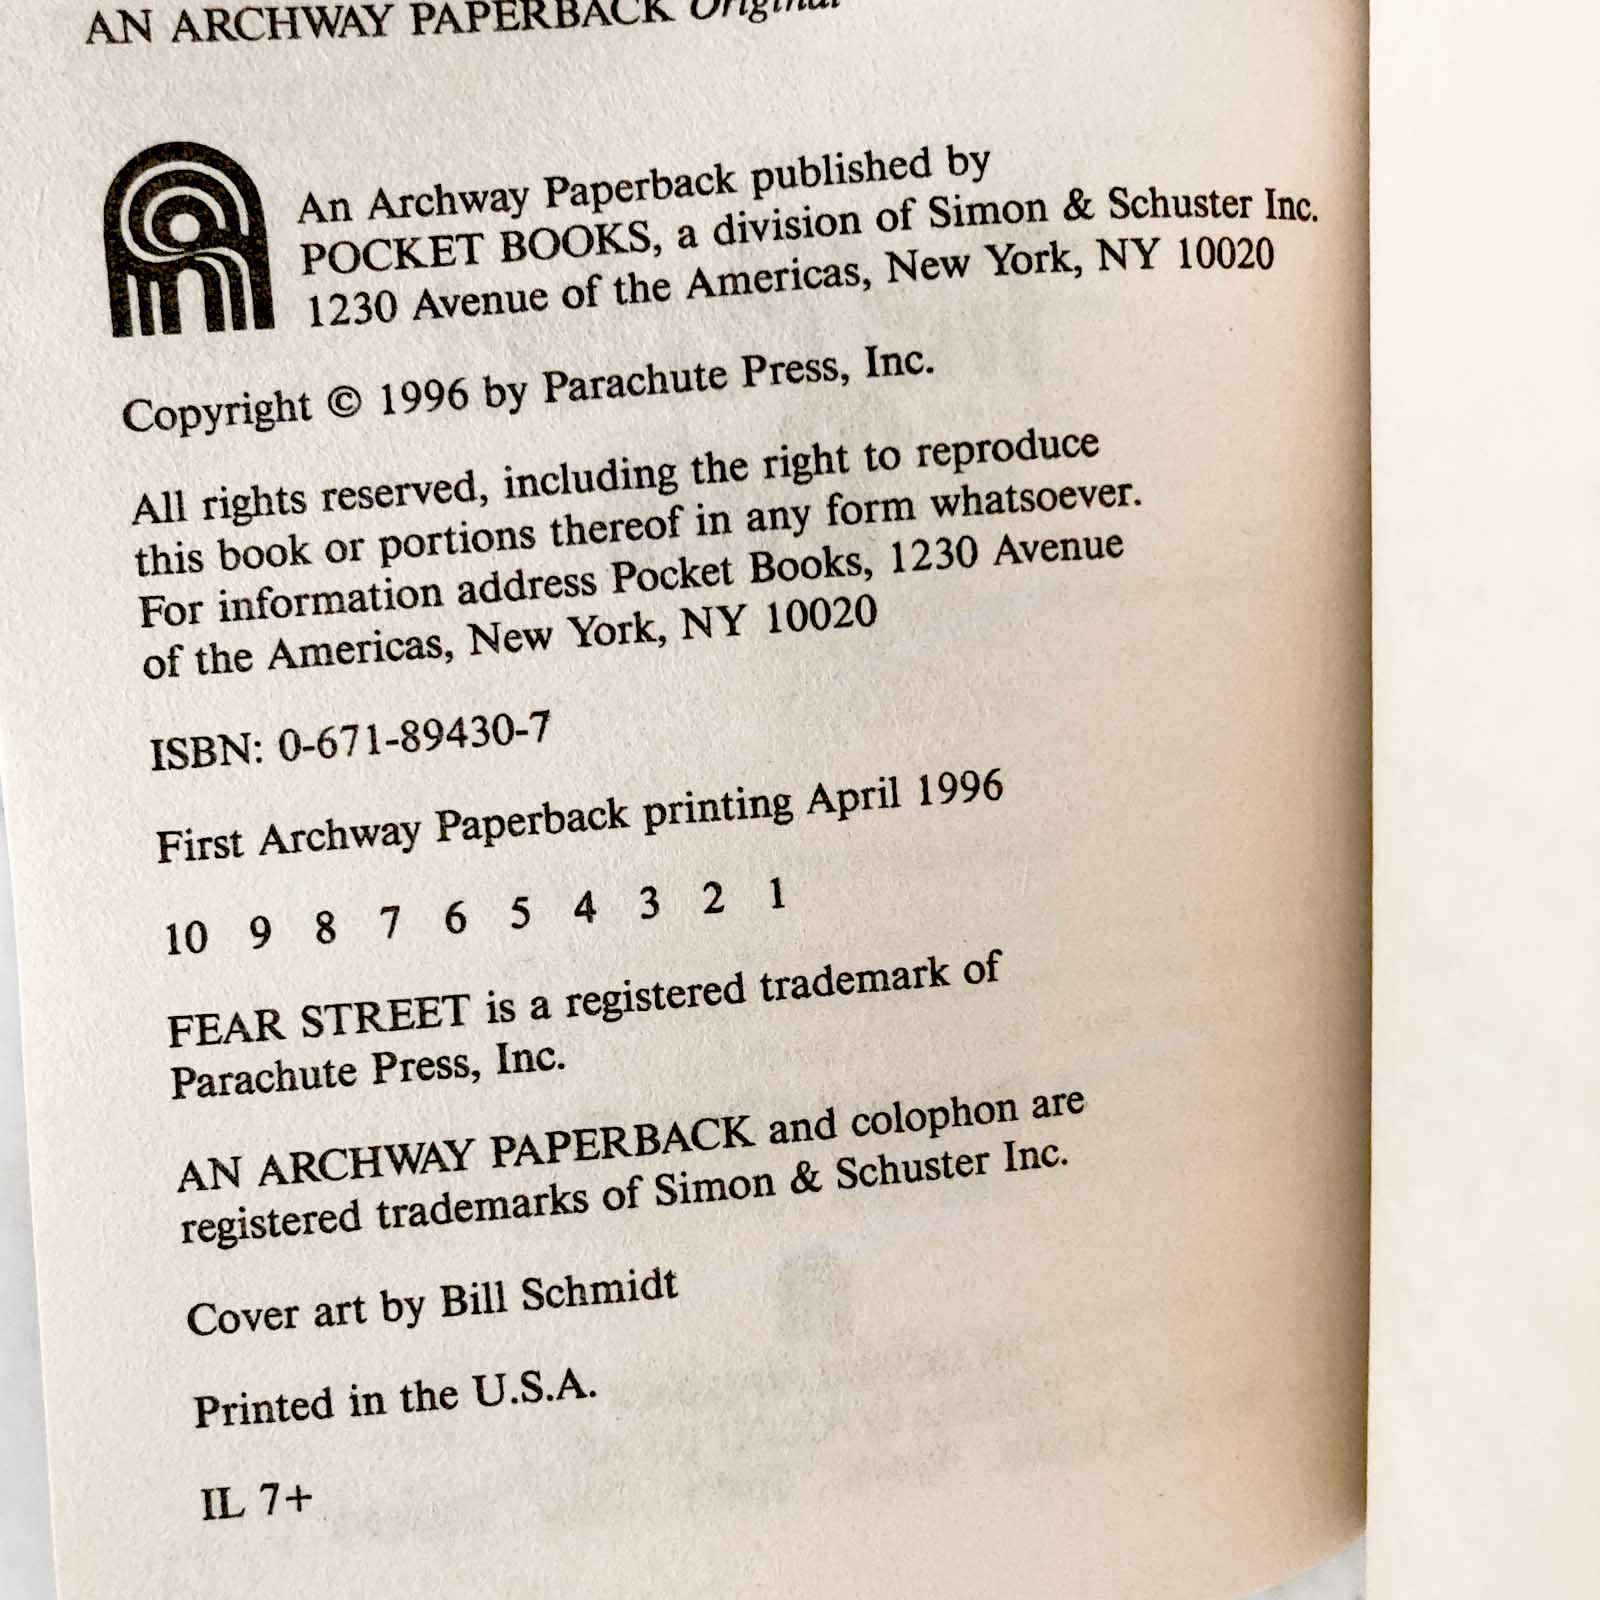 AN ARCHWAY PAPERBACK Original
An Archway Paperback published by
POCKET BOOKS, a division of Simon & Schuster Inc.
1230 Avenue of the Americas, New York, NY 10020
Copyright © 1996 by Parachute Press, Inc.
All rights reserved, including the right to reproduce
this book or portions thereof in any form whatsoever.
For information address Pocket Books, 1230 Avenue
of the Americas, New York, NY 10020
ISBN: 0-671-89430-7
First Archway Paperback printing April 1996
10 9 8 7 6 5 4 3 2 1
FEAR STREET is a registered trademark of
Parachute Press, Inc.
AN ARCHWAY PAPERBACK and colophon are
registered trademarks of Simon & Schuster Inc.
Cover art by Bill Schmidt
Printed in the U.S.A.
IL 7+